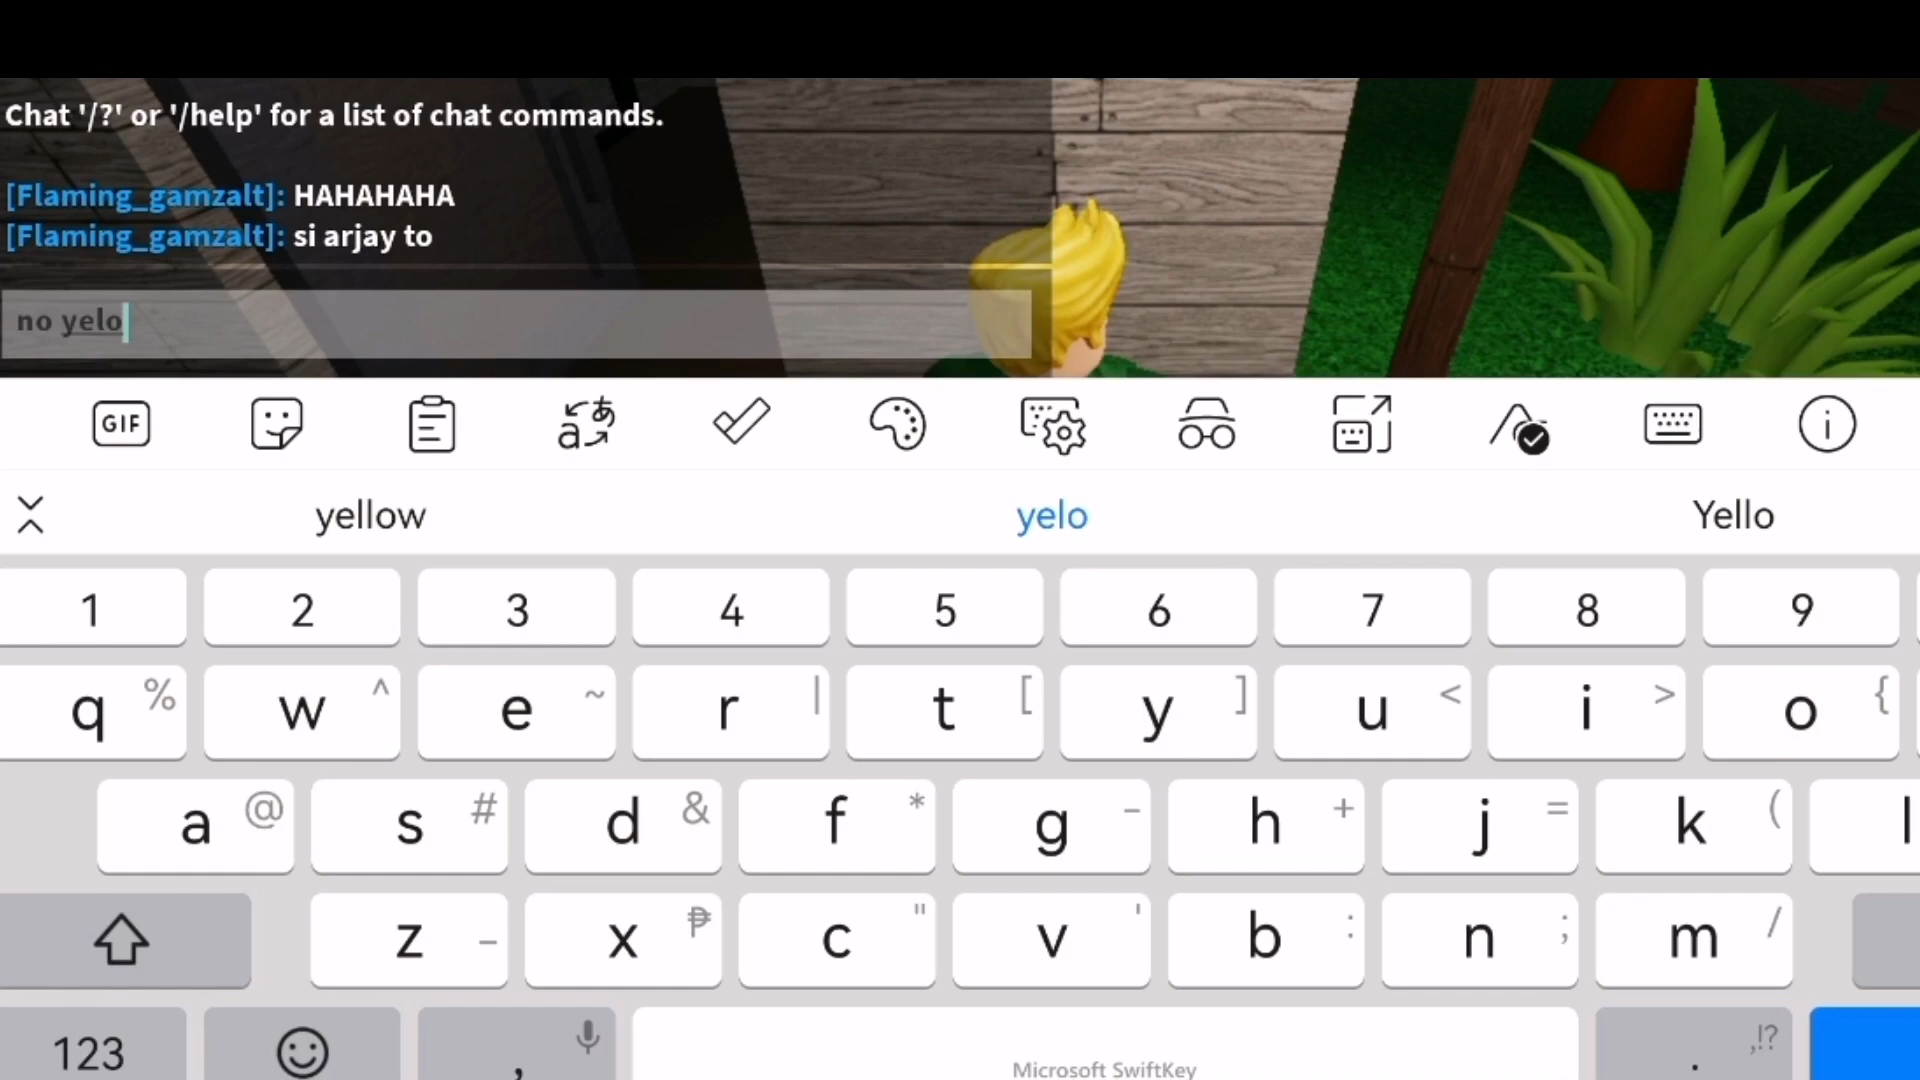 Chat '/?' or '/help' for a list of chat commands.
[Flaming_gamzalt]: HAHAHAHA
[Flaming_gamzalt]: si arjay to
no yelo
GIF
yellow yelo Yello
1 2 3 4 5 6 7 8 9
q % w ^ e ~ r | t [ y ] u < i > o {
a @ s # d & f * g - h + j = k ( l
z _ x ₱ c " v ' b : n ; m /
123 , Microsoft SwiftKey . ,!?